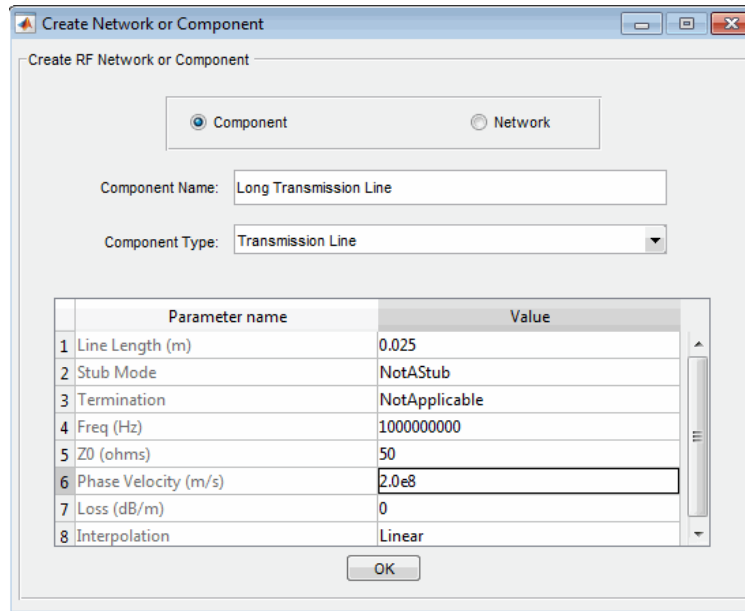 Create Network or Component
Create RF Network or Component
Component Network
Component Name: Long Transmission Line
Component Type: Transmission Line
Parameter name Value
1 Line Length (m) 0.025
2 Stub Mode NotAStub
3 Termination NotApplicable
4 Freq (Hz) 1000000000
5 Z0 (ohms) 50
6 Phase Velocity (m/s) 2.0e8
7 Loss (dB/m) 0
8 Interpolation Linear
OK